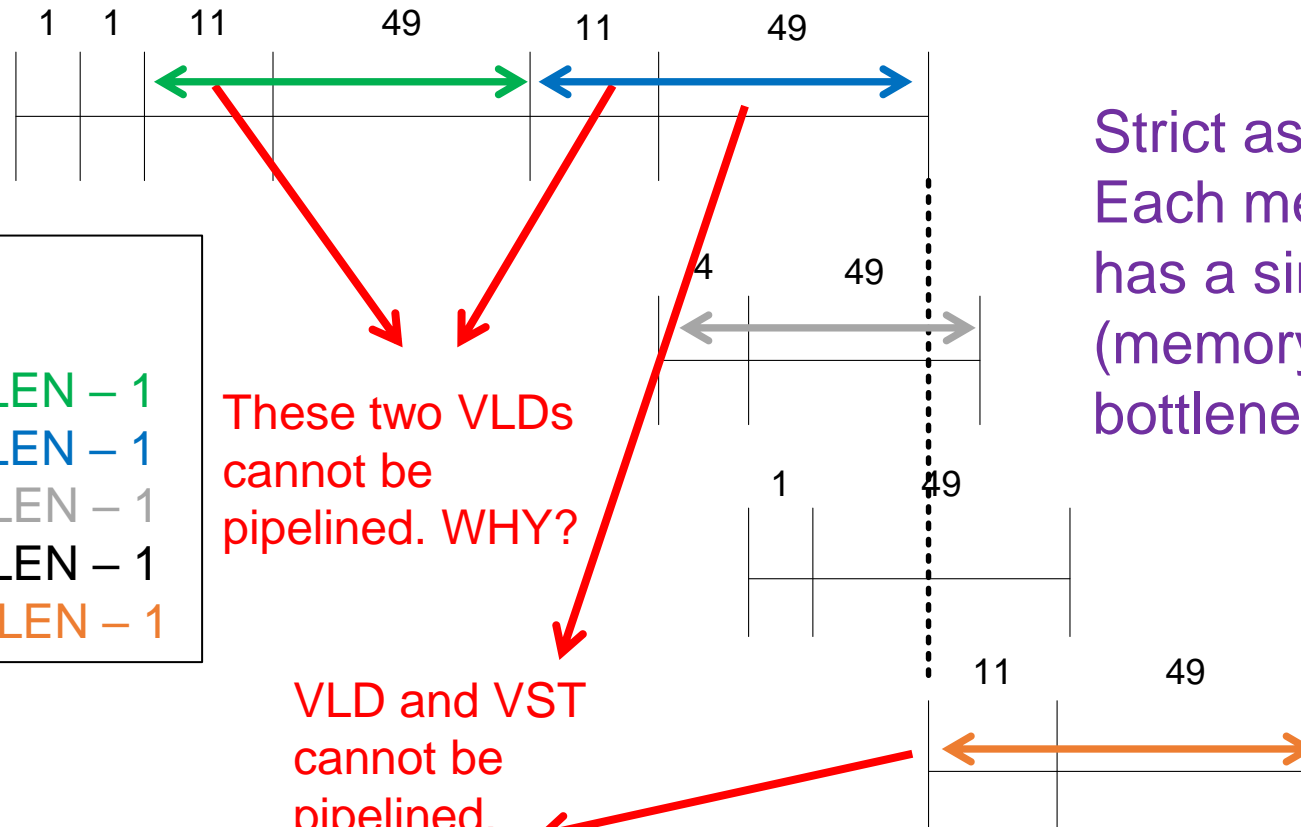 1 1 11 49 11 49
Strict as
Each me
has a sin
(memory
bottlene
4 49
LEN – 1
LEN – 1
LEN – 1
LEN – 1
LEN – 1
These two VLDs
cannot be
pipelined. WHY?
1 49
11 49
VLD and VST
cannot be
pipelined.